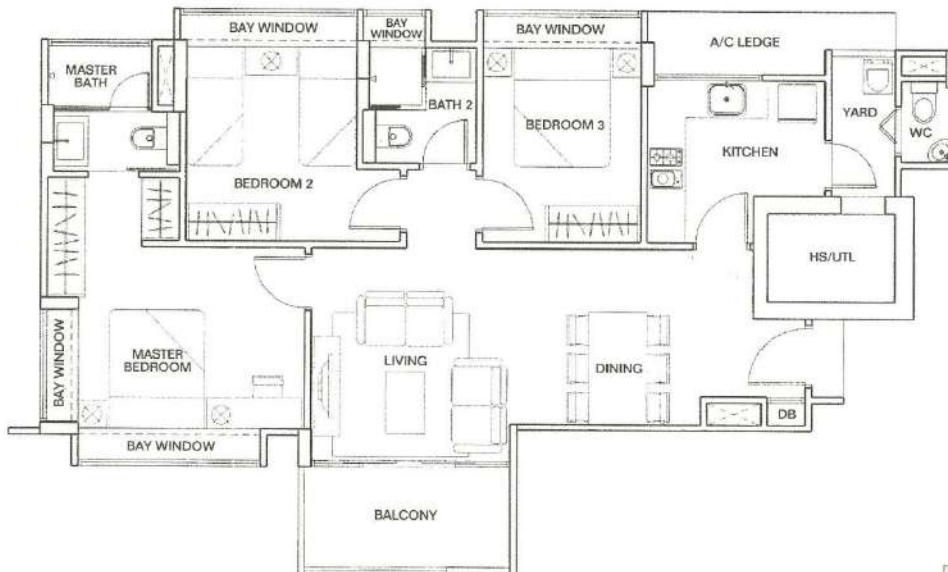 BAY WINDOW
BAY
WINDOW
BAY WINDOW
A/C LEDGE
MASTER
BATH
BATH 2
YARD
WC
BEDROOM 3
KITCHEN
BEDROOM 2
HS/UTL
BAY WINDOW
MASTER
BEDROOM
LIVING
DINING
DB
BAY WINDOW
BALCONY